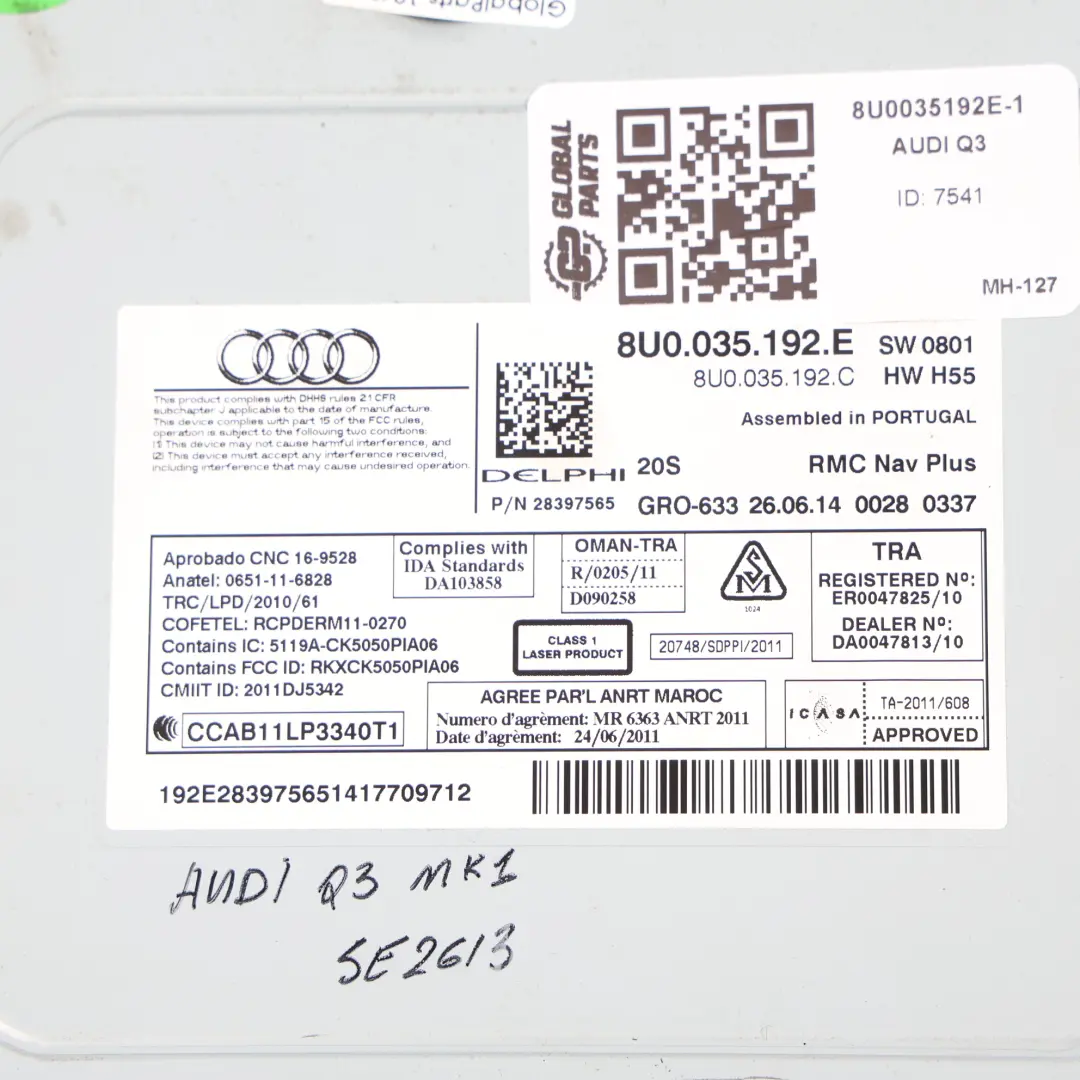 GlobalParts
GLOBAL
PARTS
8U0035192E-1
AUDI Q3
ID: 7541
MH-127
This product complies with DHHS rules 21 CFR
subchapter J applicable to the date of manufacture.
This device complies with part 15 of the FCC rules,
operation is subject to the following two conditions:
(1) This device may not cause harmful interference, and
(2) This device must accept any interference received,
including interference that may cause undesired operation.
8U0.035.192.E SW 0801
8U0.035.192.C HW H55
Assembled in PORTUGAL
DELPHI 20S RMC Nav Plus
P/N 28397565 GRO-633 26.06.14 0028 0337
Aprobado CNC 16-9528
Anatel: 0651-11-6828
TRC/LPD/2010/61
COFETEL: RCPDERM11-0270
Contains IC: 5119A-CK5050PIA06
Contains FCC ID: RKXCK5050PIA06
CMIIT ID: 2011DJ5342
CCAB11LP3340T1
Complies with
IDA Standards
DA103858
OMAN-TRA
R/0205/11
D090258
SM
1024
CLASS 1
LASER PRODUCT
20748/SDPPI/2011
TRA
REGISTERED Nº:
ER0047825/10
DEALER Nº:
DA0047813/10
AGREE PAR'L ANRT MAROC
Numero d'agrèment: MR 6363 ANRT 2011
Date d'agrèment: 24/06/2011
ICASA
TA-2011/608
APPROVED
192E283975651417709712
AUDI Q3 MK1
SE2613